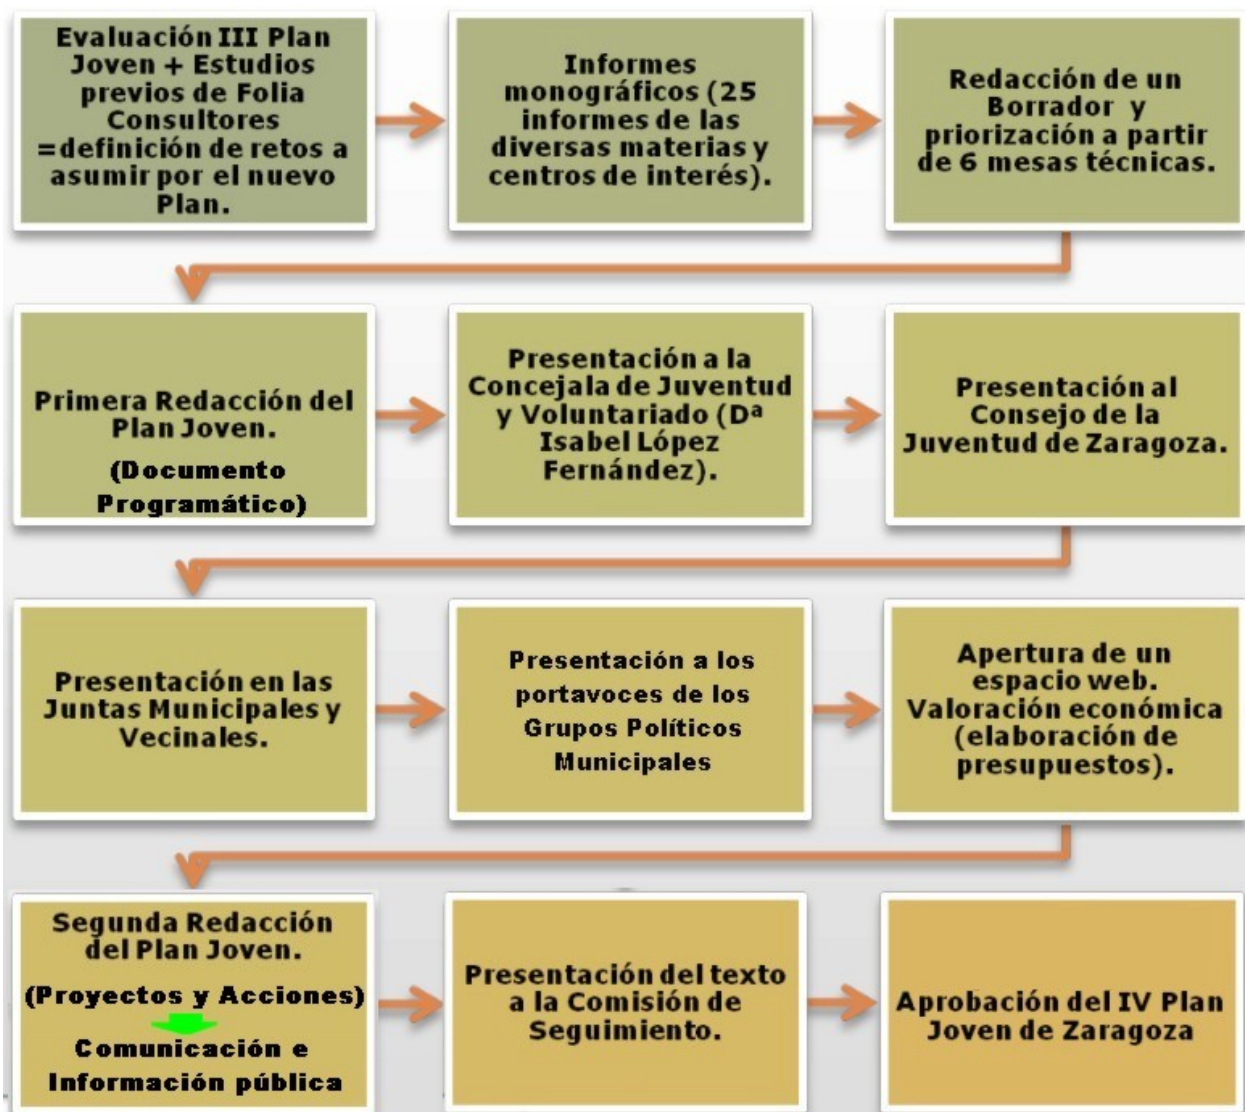 Evaluación III Plan
Joven + Estudios
previos de Folia
Consultores
=definición de retos a
asumir por el nuevo
Plan.
Informes
monográficos (25
informes de las
diversas materias y
centros de interés).
Redacción de un
Borrador y
priorización a partir
de 6 mesas técnicas.
Primera Redacción del
Plan Joven.
(Documento
Programático)
Presentación a la
Concejala de Juventud
y Voluntariado (Dª
Isabel López
Fernández).
Presentación al
Consejo de la
Juventud de Zaragoza.
Presentación en las
Juntas Municipales y
Vecinales.
Presentación a los
portavoces de los
Grupos Políticos
Municipales
Apertura de un
espacio web.
Valoración económica
(elaboración de
presupuestos).
Segunda Redacción
del Plan Joven.
(Proyectos y Acciones)
Comunicación e
Información pública
Presentación del texto
a la Comisión de
Seguimiento.
Aprobación del IV Plan
Joven de Zaragoza